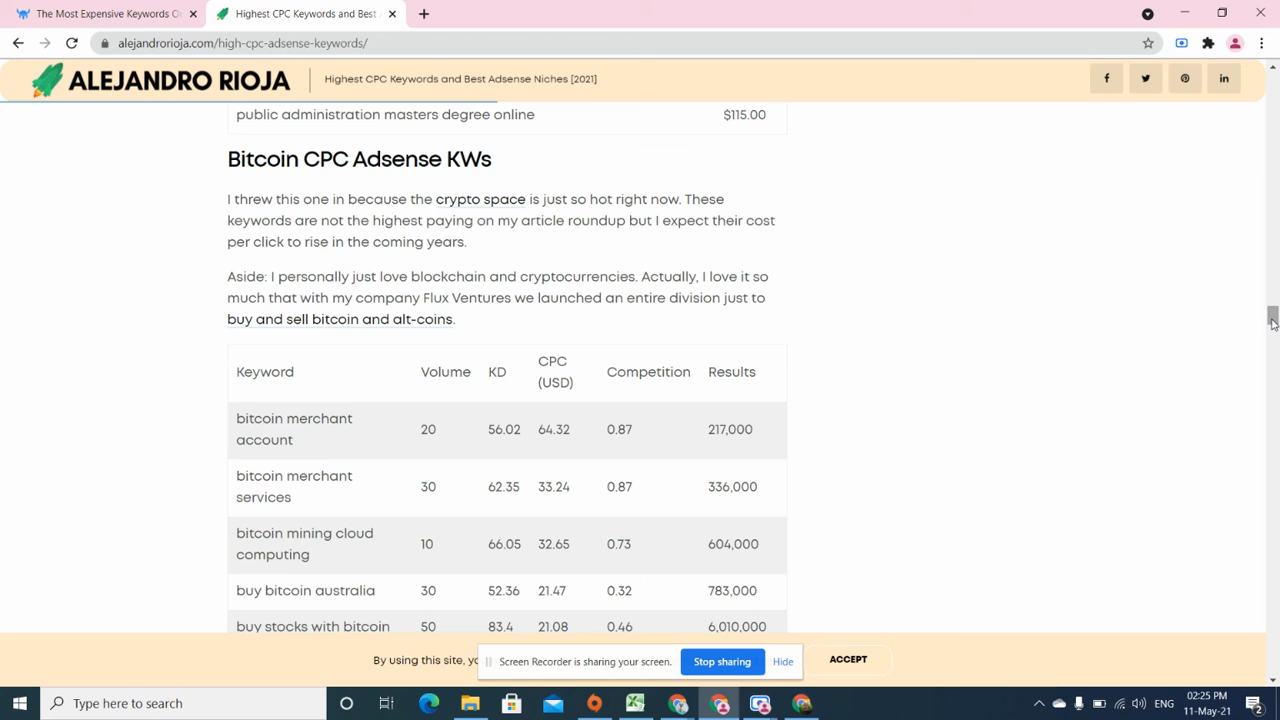 The Most Expensive Keywords O
Highest CPC Keywords and Best A
alejandrorioja.com/high-cpc-adsense-keywords/
ALEJANDRO RIOJA
Highest CPC Keywords and Best Adsense Niches [2021]
public administration masters degree online $115.00
Bitcoin CPC Adsense KWs
I threw this one in because the crypto space is just so hot right now. These
keywords are not the highest paying on my article roundup but I expect their cost
per click to rise in the coming years.
Aside: I personally just love blockchain and cryptocurrencies. Actually, I love it so
much that with my company Flux Ventures we launched an entire division just to
buy and sell bitcoin and alt-coins.
Keyword Volume KD CPC (USD) Competition Results
bitcoin merchant
account 20 56.02 64.32 0.87 217,000
bitcoin merchant
services 30 62.35 33.24 0.87 336,000
bitcoin mining cloud
computing 10 66.05 32.65 0.73 604,000
buy bitcoin australia 30 52.36 21.47 0.32 783,000
buy stocks with bitcoin 50 83.4 21.08 0.46 6,010,000
By using this site, yo
Screen Recorder is sharing your screen. Stop sharing Hide
ACCEPT
Type here to search
ENG
02:25 PM
11-May-21
2